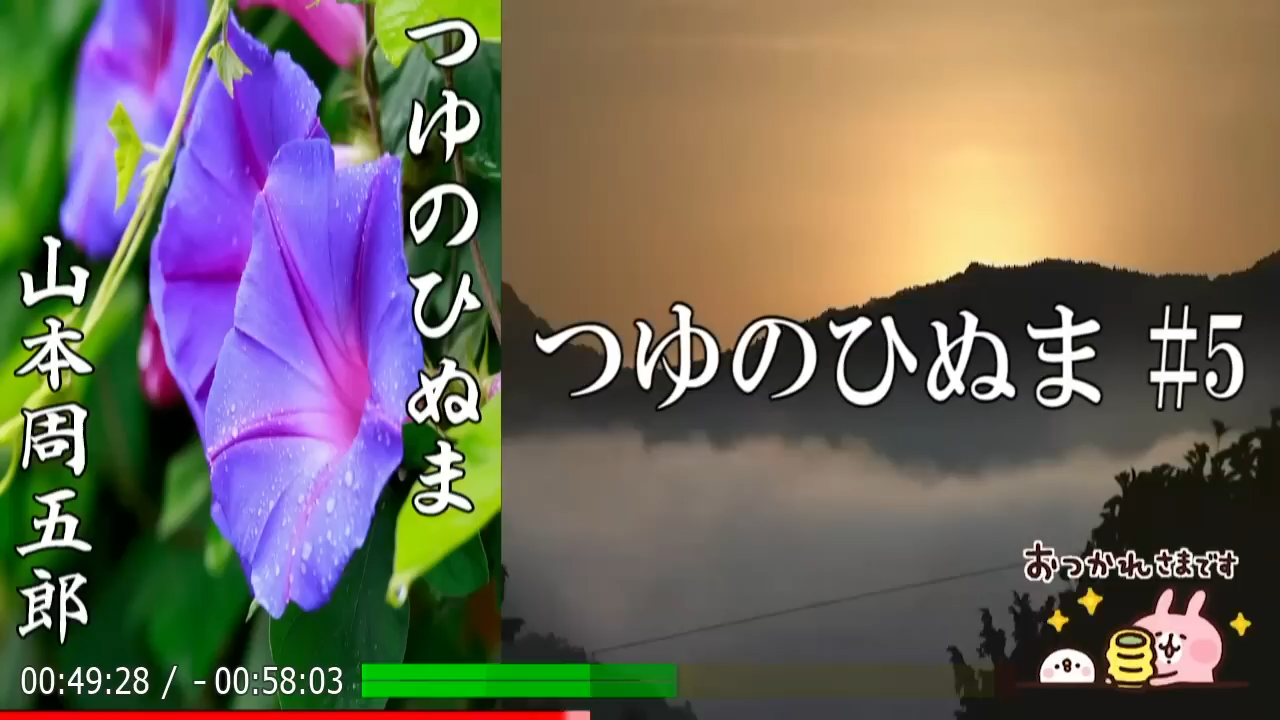 つゆのひぬま
山本周五郎
つゆのひぬま #5
おつかれさまです
00:49:28 / -00:58:03